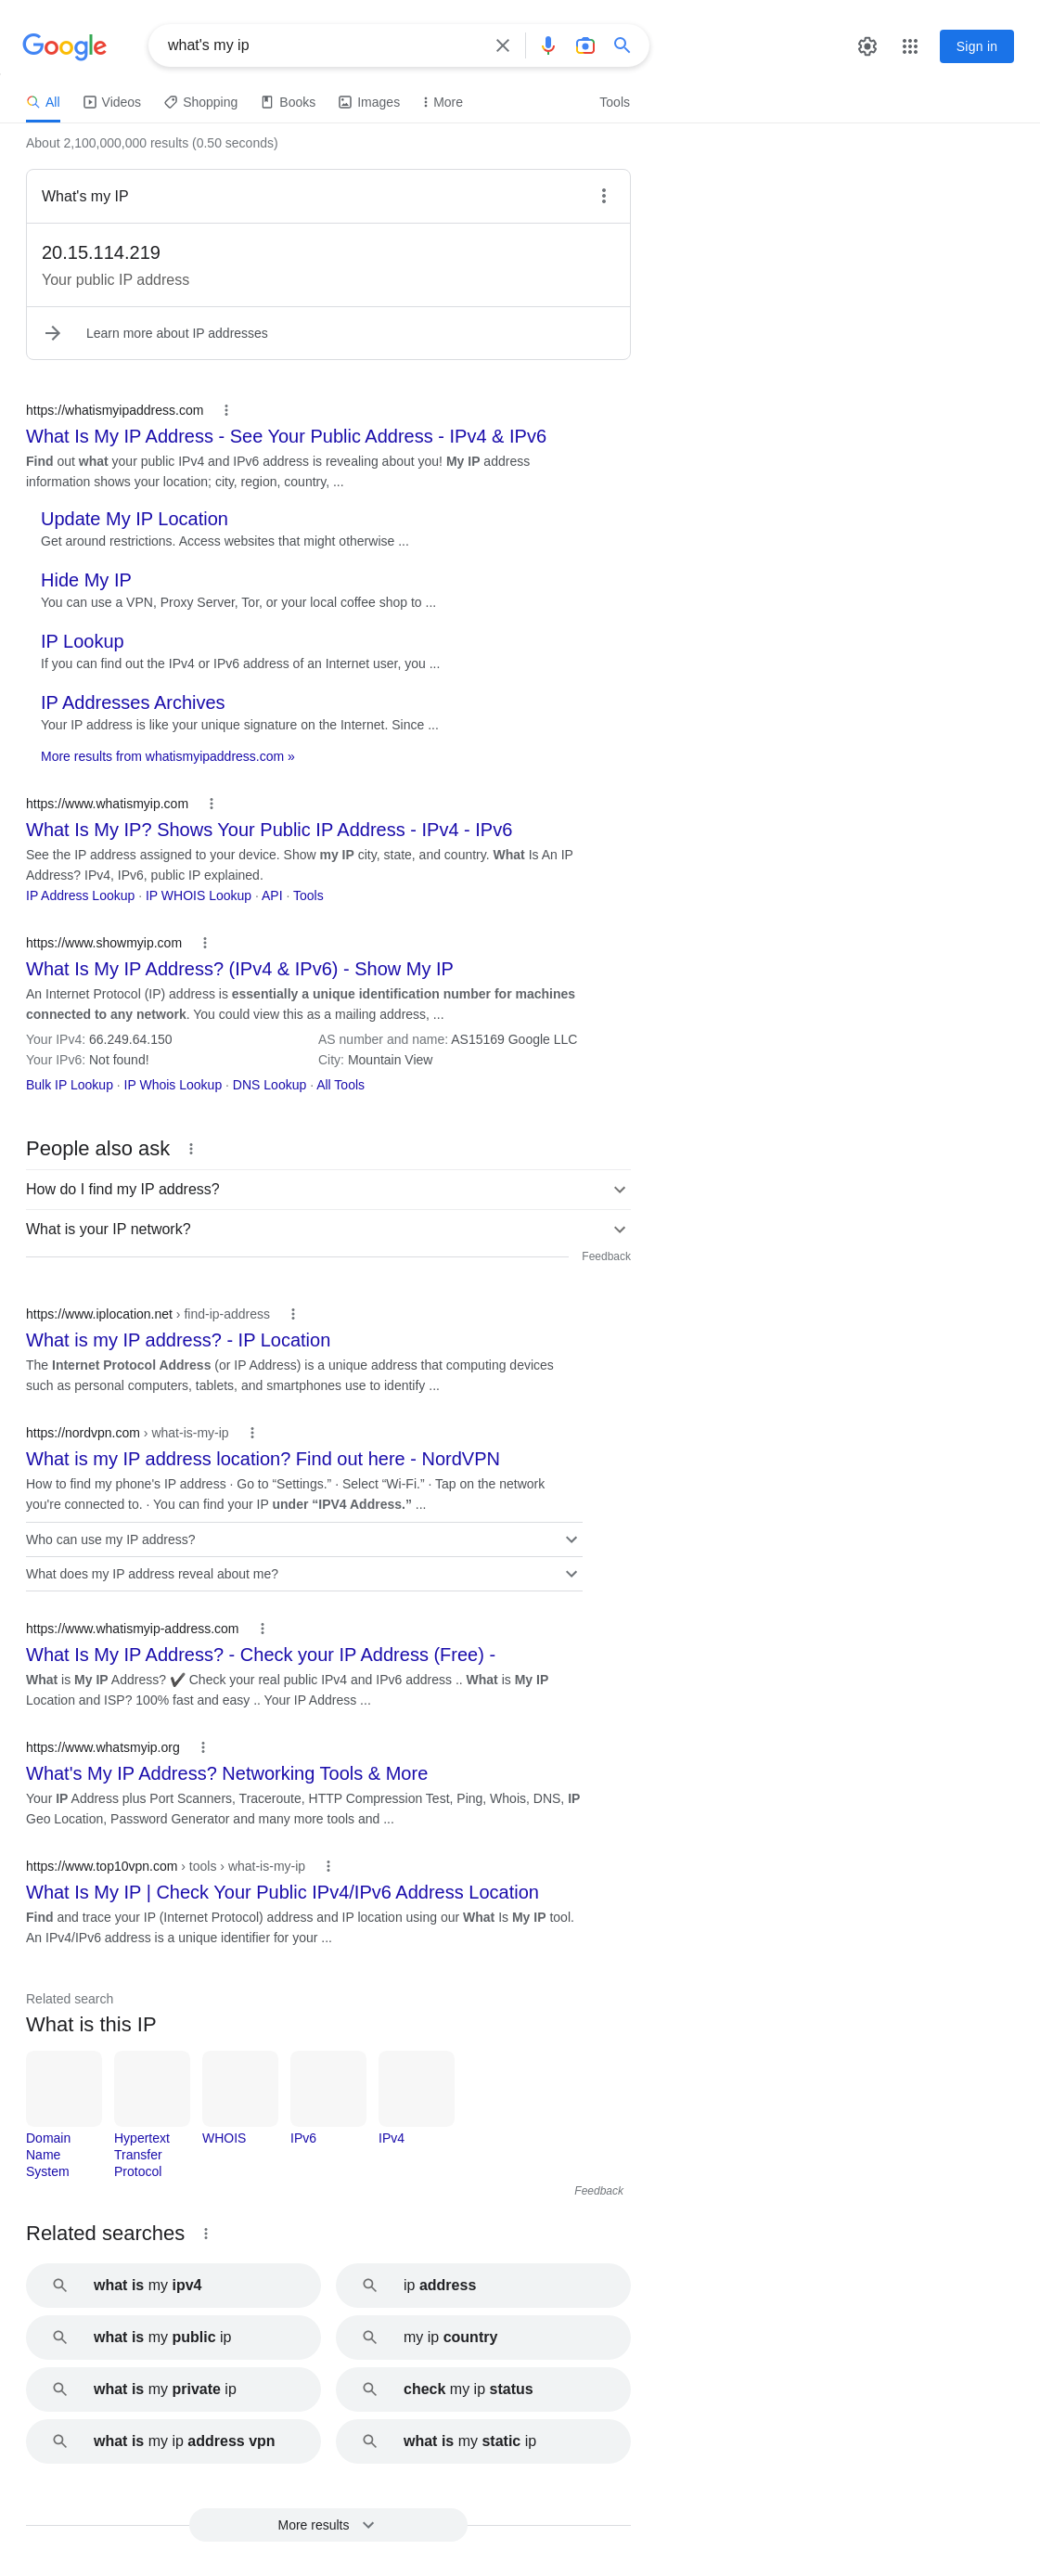 Google
what's my ip
Sign in
All Videos Shopping Books Images More Tools
About 2,100,000,000 results (0.50 seconds)
What's my IP
20.15.114.219
Your public IP address
Learn more about IP addresses
https://whatismyipaddress.com
What Is My IP Address - See Your Public Address - IPv4 & IPv6
Find out what your public IPv4 and IPv6 address is revealing about you! My IP address
information shows your location; city, region, country, ...
Update My IP Location
Get around restrictions. Access websites that might otherwise ...
Hide My IP
You can use a VPN, Proxy Server, Tor, or your local coffee shop to ...
IP Lookup
If you can find out the IPv4 or IPv6 address of an Internet user, you ...
IP Addresses Archives
Your IP address is like your unique signature on the Internet. Since ...
More results from whatismyipaddress.com »
https://www.whatismyip.com
What Is My IP? Shows Your Public IP Address - IPv4 - IPv6
See the IP address assigned to your device. Show my IP city, state, and country. What Is An IP
Address? IPv4, IPv6, public IP explained.
IP Address Lookup · IP WHOIS Lookup · API · Tools
https://www.showmyip.com
What Is My IP Address? (IPv4 & IPv6) - Show My IP
An Internet Protocol (IP) address is essentially a unique identification number for machines
connected to any network. You could view this as a mailing address, ...
Your IPv4: 66.249.64.150 AS number and name: AS15169 Google LLC
Your IPv6: Not found! City: Mountain View
Bulk IP Lookup · IP Whois Lookup · DNS Lookup · All Tools
People also ask
How do I find my IP address?
What is your IP network?
Feedback
https://www.iplocation.net › find-ip-address
What is my IP address? - IP Location
The Internet Protocol Address (or IP Address) is a unique address that computing devices
such as personal computers, tablets, and smartphones use to identify ...
https://nordvpn.com › what-is-my-ip
What is my IP address location? Find out here - NordVPN
How to find my phone's IP address · Go to “Settings.” · Select “Wi-Fi.” · Tap on the network
you're connected to. · You can find your IP under “IPV4 Address.” ...
Who can use my IP address?
What does my IP address reveal about me?
https://www.whatismyip-address.com
What Is My IP Address? - Check your IP Address (Free) -
What is My IP Address? ✔️ Check your real public IPv4 and IPv6 address .. What is My IP
Location and ISP? 100% fast and easy .. Your IP Address ...
https://www.whatsmyip.org
What's My IP Address? Networking Tools & More
Your IP Address plus Port Scanners, Traceroute, HTTP Compression Test, Ping, Whois, DNS, IP
Geo Location, Password Generator and many more tools and ...
https://www.top10vpn.com › tools › what-is-my-ip
What Is My IP | Check Your Public IPv4/IPv6 Address Location
Find and trace your IP (Internet Protocol) address and IP location using our What Is My IP tool.
An IPv4/IPv6 address is a unique identifier for your ...
Related search
What is this IP
Domain
Name
System
Hypertext
Transfer
Protocol
WHOIS
IPv6
IPv4
Feedback
Related searches
what is my ipv4
ip address
what is my public ip
my ip country
what is my private ip
check my ip status
what is my ip address vpn
what is my static ip
More results